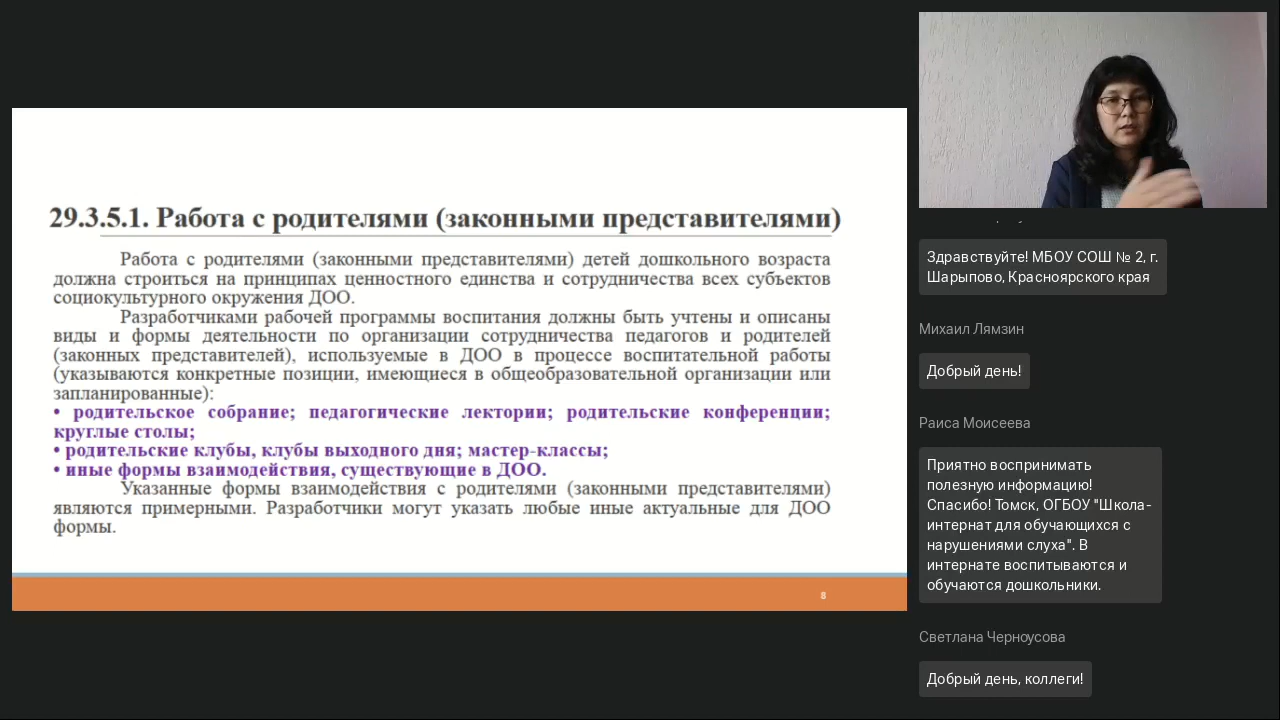 29.3.5.1. Работа с родителями (законными представителями)
Работа с родителями (законными представителями) детей дошкольного возраста
должна строиться на принципах ценностного единства и сотрудничества всех субъектов
социокультурного окружения ДОО.
Разработчиками рабочей программы воспитания должны быть учтены и описаны
виды и формы деятельности по организации сотрудничества педагогов и родителей
(законных представителей), используемые в ДОО в процессе воспитательной работы
(указываются конкретные позиции, имеющиеся в общеобразовательной организации или
запланированные):
• родительское собрание; педагогические лектории; родительские конференции;
круглые столы;
• родительские клубы, клубы выходного дня; мастер-классы;
• иные формы взаимодействия, существующие в ДОО.
Указанные формы взаимодействия с родителями (законными представителями)
являются примерными. Разработчики могут указать любые иные актуальные для ДОО
формы.
8
Здравствуйте! МБОУ СОШ № 2, г.
Шарыпово, Красноярского края
Михаил Лямзин
Добрый день!
Раиса Моисеева
Приятно воспринимать
полезную информацию!
Спасибо! Томск, ОГБОУ "Школа-
интернат для обучающихся с
нарушениями слуха". В
интернате воспитываются и
обучаются дошкольники.
Светлана Черноусова
Добрый день, коллеги!